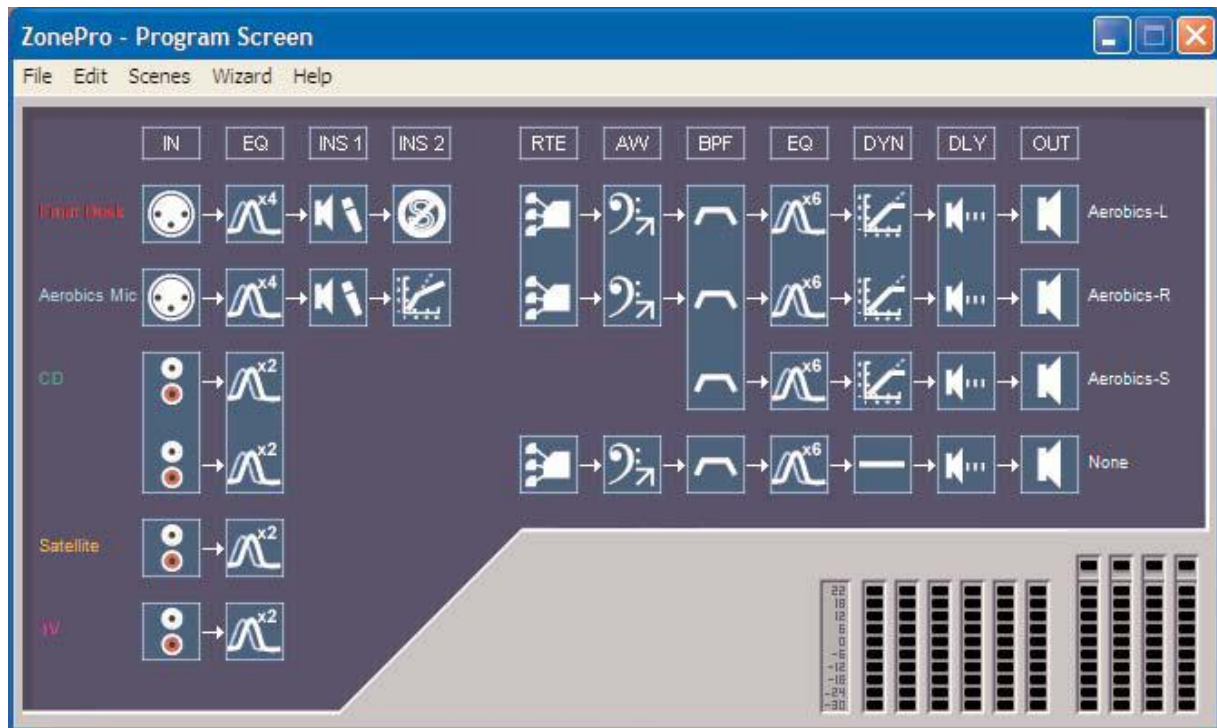 ZonePro - Program Screen
File Edit Scenes Wizard Help
IN EQ INS 1 INS 2 RTE AW BPF EQ DYN DLY OUT
Front Desk x4 x6 Aerobics-L
Aerobics Mic x4 x6 Aerobics-R
CD x2 x6 Aerobics-S
x2 x6 None
Satellite x2
TV x2
22
18
12
6
0
-6
-12
-18
-24
-30